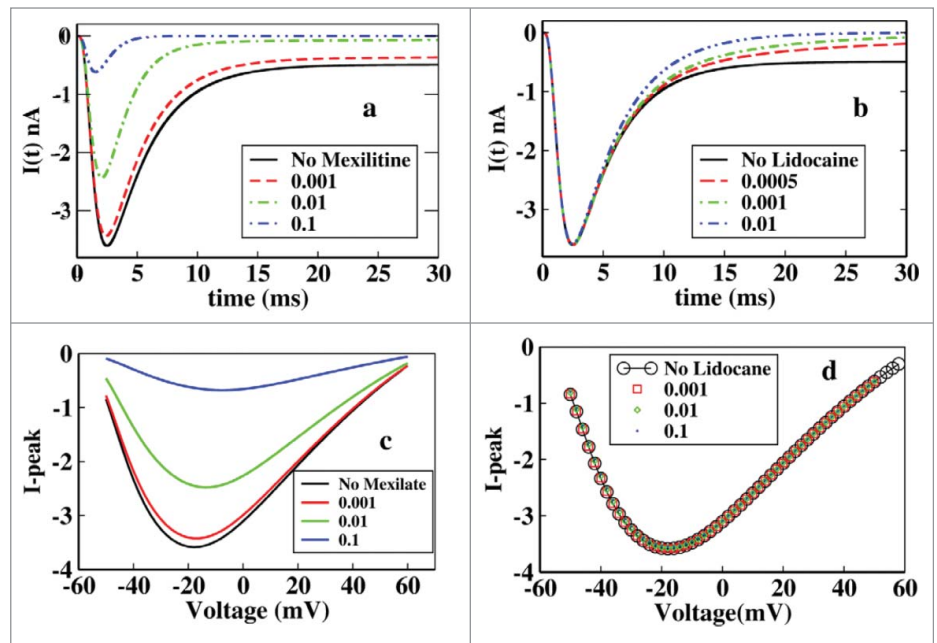 0
-1
-2
-3
I(t) nA
a
No Mexilitine
0.001
0.01
0.1
0 5 10 15 20 25 30
time (ms)
0
-1
-2
-3
I(t) nA
b
No Lidocaine
0.0005
0.001
0.01
0 5 10 15 20 25 30
time (ms)
0
-1
-2
-3
-4
I-peak
c
No Mexilate
0.001
0.01
0.1
-60 -40 -20 0 20 40 60
Voltage (mV)
0
-1
-2
-3
-4
I-peak
d
No Lidocane
0.001
0.01
0.1
-60 -40 -20 0 20 40 60
Voltage(mV)